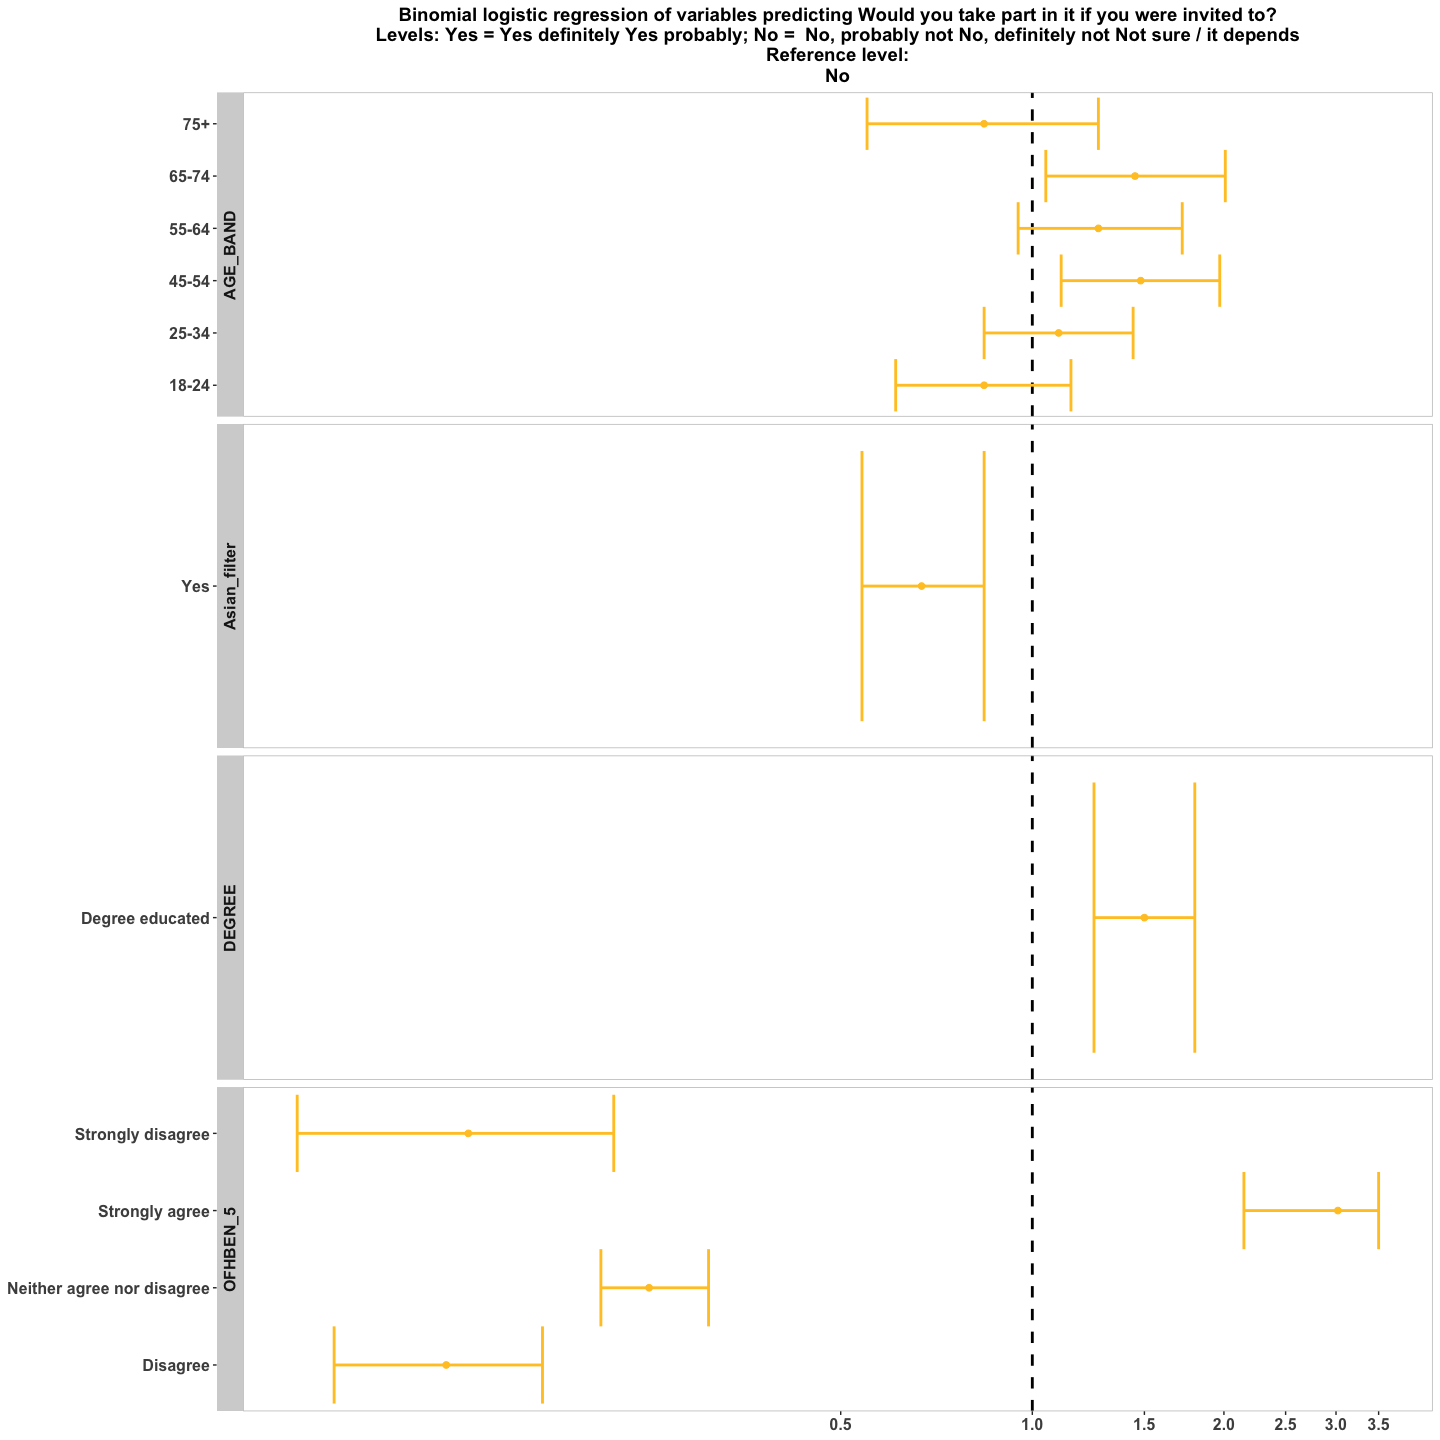 Binomial logistic regression of variables predicting Would you take part in it if you were invited to?
Levels: Yes = Yes definitely Yes probably; No =  No, probably not No, definitely not Not sure / it depends
Reference level:
No
AGE_BAND
75+
65-74
55-64
45-54
25-34
18-24
Asian_filter
Yes
DEGREE
Degree educated
OFHBEN_5
Strongly disagree
Strongly agree
Neither agree nor disagree
Disagree
0.5 1.0 1.5 2.0 2.5 3.0 3.5